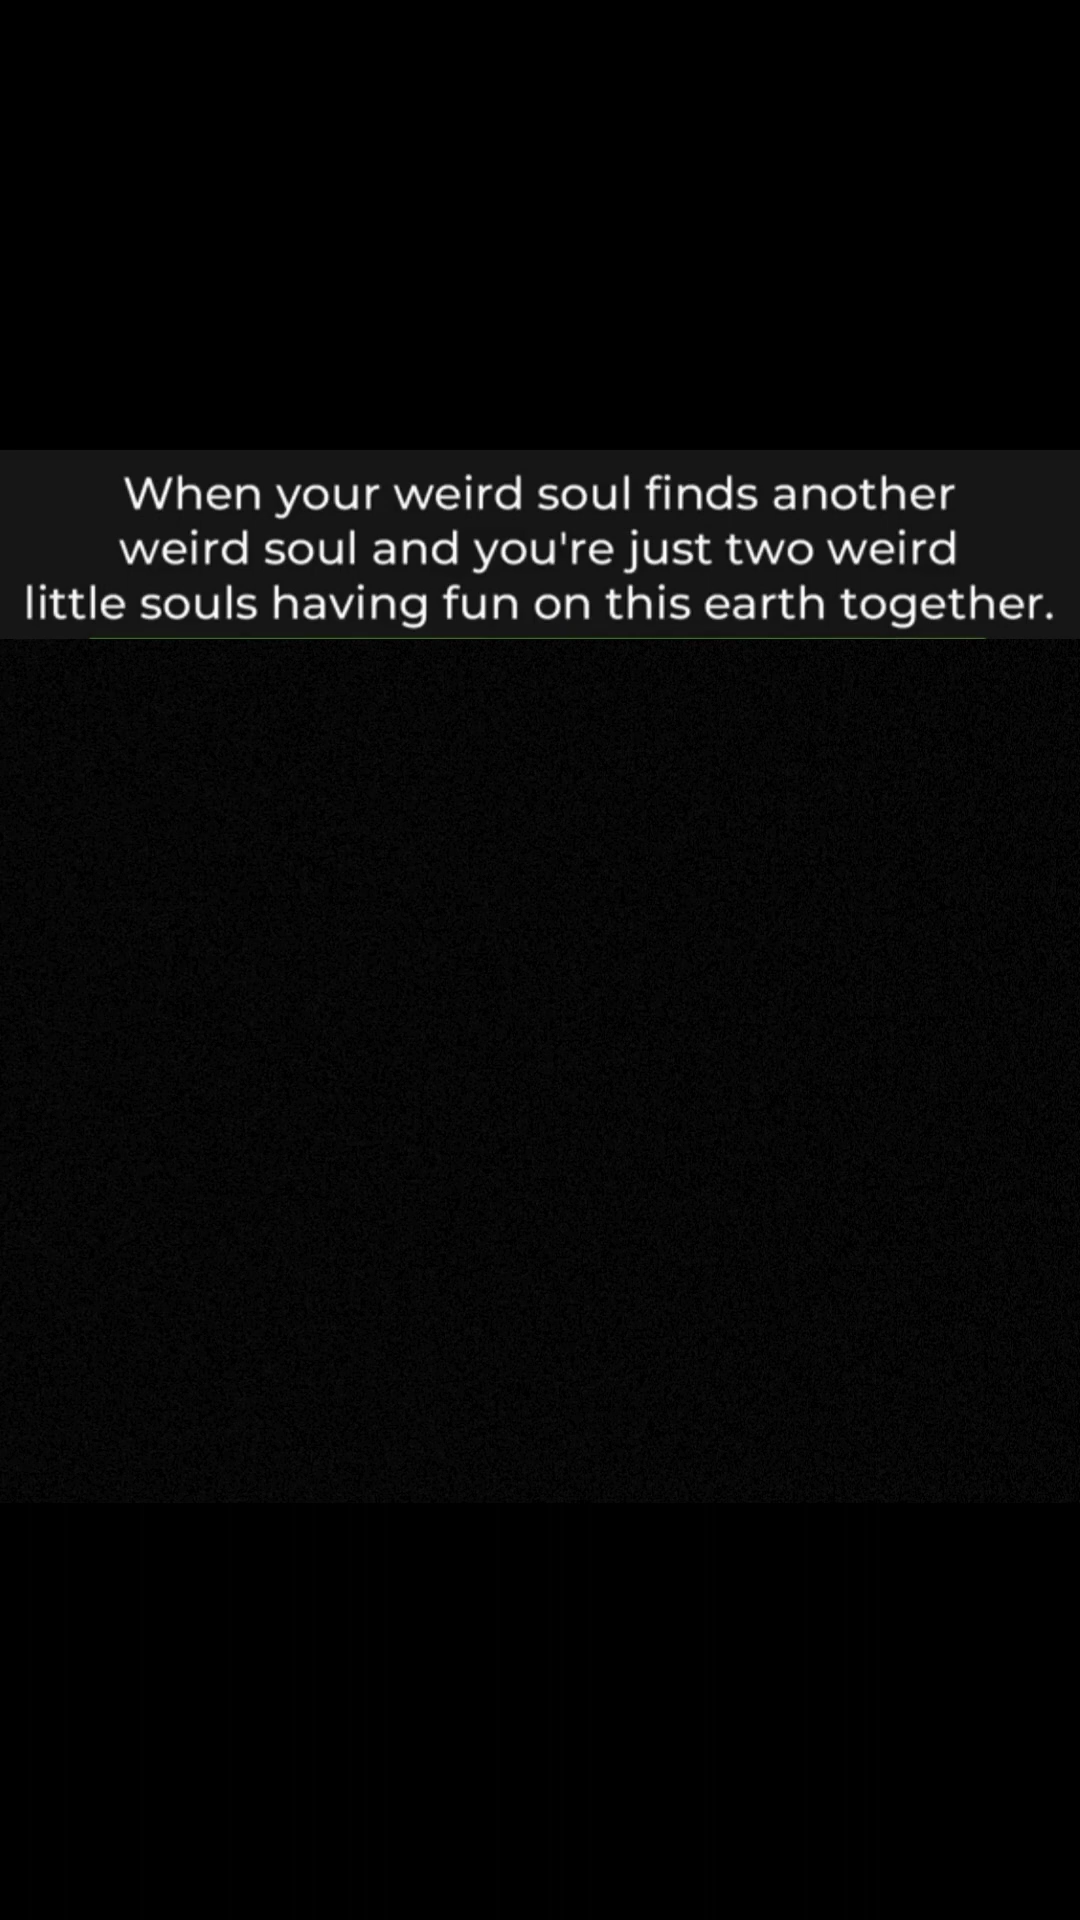 When your weird soul finds another
weird soul and you're just two weird
little souls having fun on this earth together.